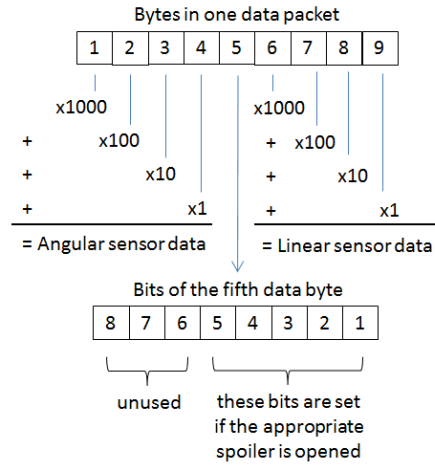 Bytes in one data packet
1 2 3 4 5 6 7 8 9
x1000 x1000
+ x100 + x100
+ x10 + x10
+ x1 + x1
= Angular sensor data = Linear sensor data
Bits of the fifth data byte
8 7 6 5 4 3 2 1
unused these bits are set
if the appropriate
spoiler is opened